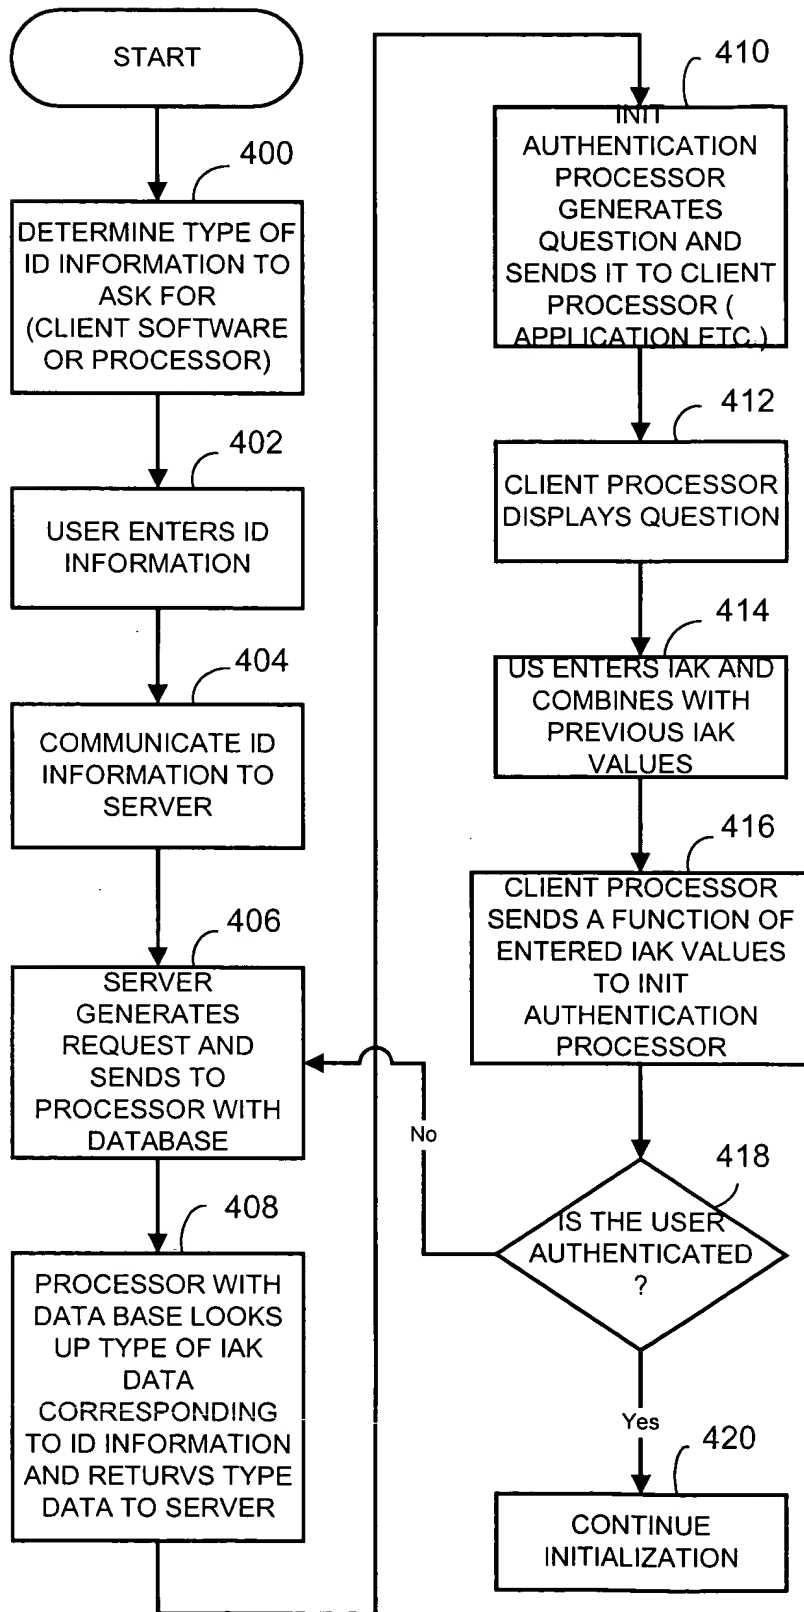 START
400
DETERMINE TYPE OF
ID INFORMATION TO
ASK FOR
(CLIENT SOFTWARE
OR PROCESSOR)
402
USER ENTERS ID
INFORMATION
404
COMMUNICATE ID
INFORMATION TO
SERVER
406
SERVER
GENERATES
REQUEST AND
SENDS TO
PROCESSOR WITH
DATABASE
408
PROCESSOR WITH
DATA BASE LOOKS
UP TYPE OF IAK
DATA
CORRESPONDING
TO ID INFORMATION
AND RETURVS TYPE
DATA TO SERVER
410
INIT
AUTHENTICATION
PROCESSOR
GENERATES
QUESTION AND
SENDS IT TO CLIENT
PROCESSOR (
APPLICATION ETC.)
412
CLIENT PROCESSOR
DISPLAYS QUESTION
414
US ENTERS IAK AND
COMBINES WITH
PREVIOUS IAK
VALUES
416
CLIENT PROCESSOR
SENDS A FUNCTION OF
ENTERED IAK VALUES
TO INIT
AUTHENTICATION
PROCESSOR
418
IS THE USER
AUTHENTICATED
?
No
Yes
420
CONTINUE
INITIALIZATION